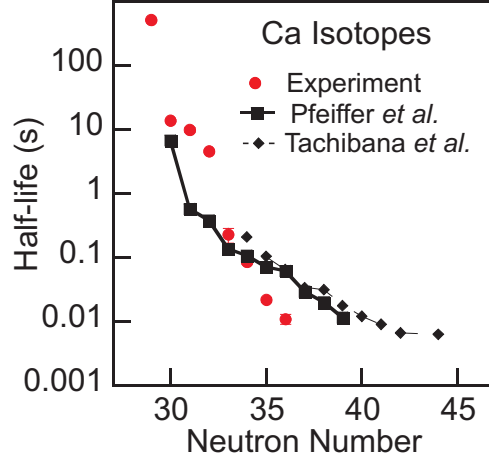 Ca Isotopes
Experiment
Pfeiffer et al.
Tachibana et al.
Half-life (s)
100
10
1
0.1
0.01
0.001
30 35 40 45
Neutron Number